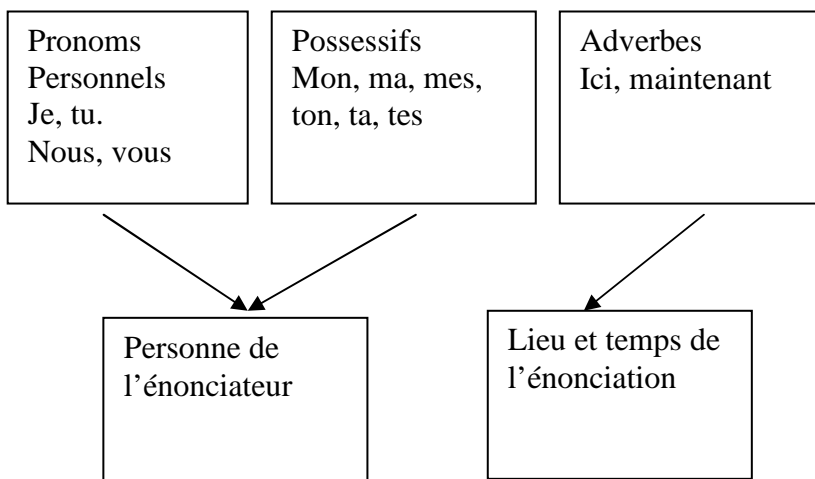 Pronoms
Personnels
Je, tu.
Nous, vous
Possessifs
Mon, ma, mes,
ton, ta, tes
Adverbes
Ici, maintenant
Personne de
l’énonciateur
Lieu et temps de
l’énonciation